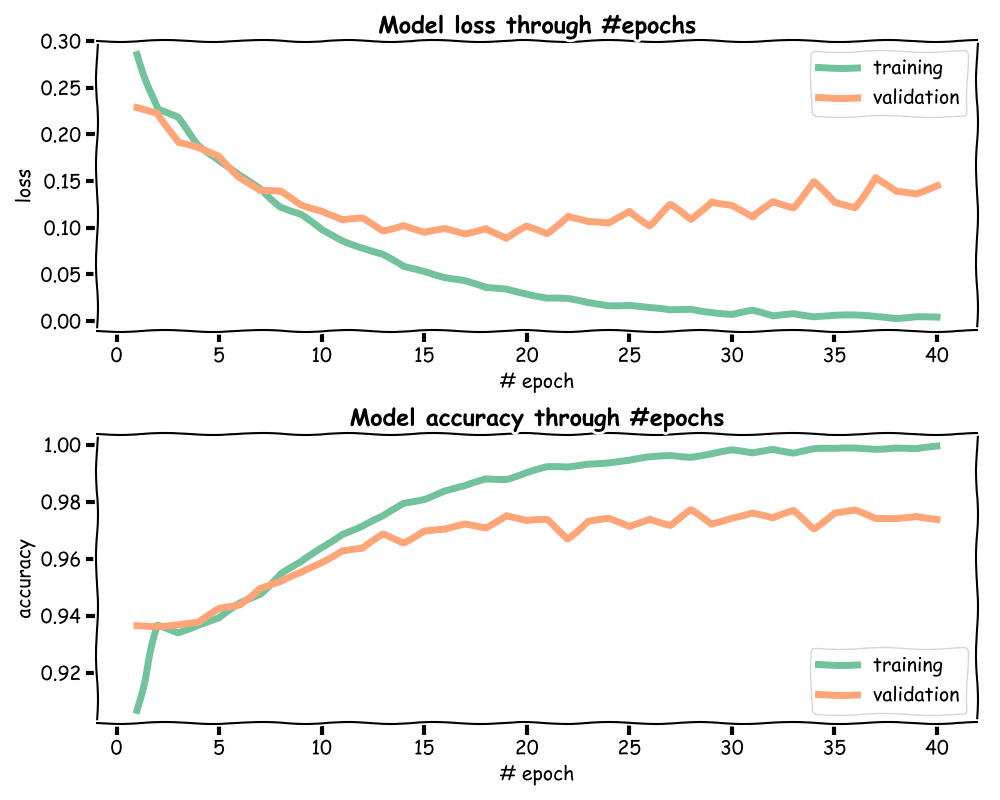 Model loss through #epochs
0.30
0.25
0.20
0.15
0.10
0.05
0.00
loss
training
validation
0 5 10 15 20 25 30 35 40
# epoch
Model accuracy through #epochs
1.00
0.98
0.96
0.94
0.92
accuracy
training
validation
0 5 10 15 20 25 30 35 40
# epoch